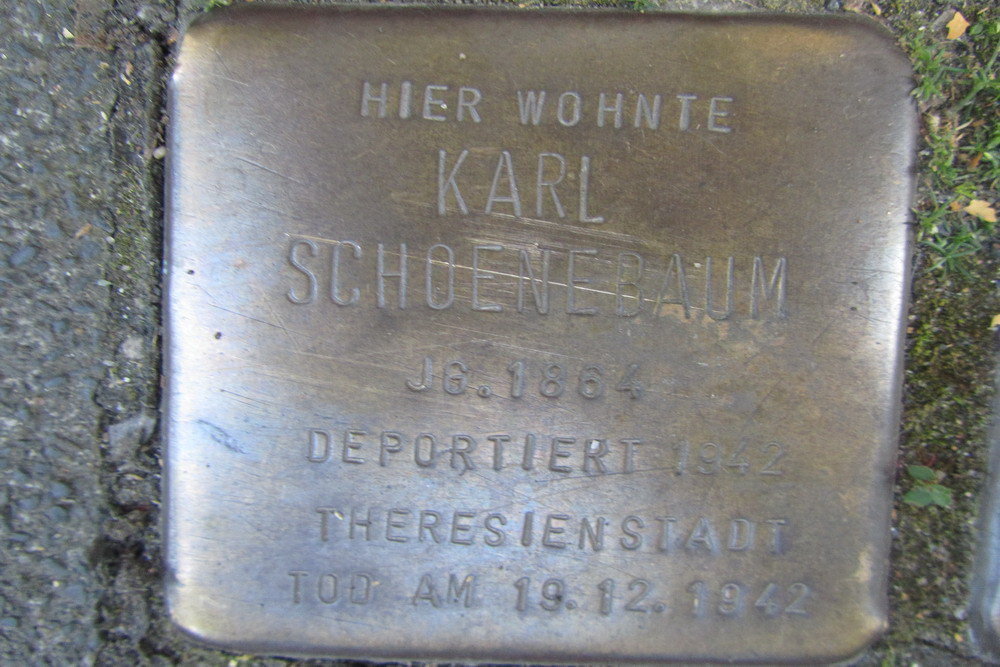 HIER WOHNTE
KARL
SCHOENEBAUM
JG. 1864
DEPORTIERT 1942
THERESIENSTADT
TOD AM 19.12.1942